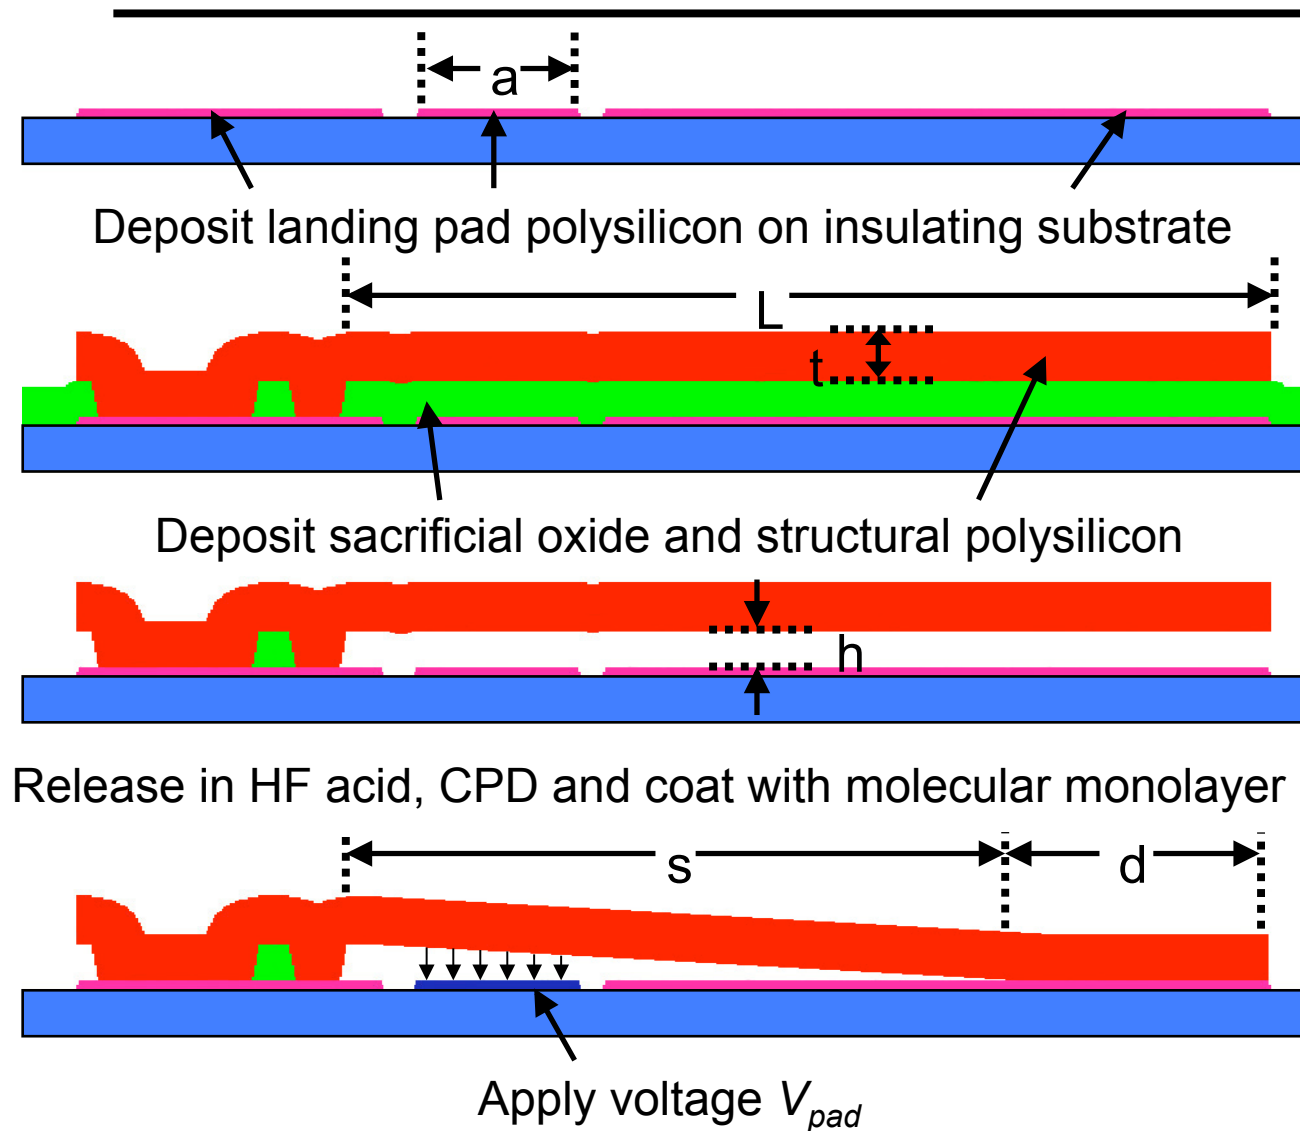 a
Deposit landing pad polysilicon on insulating substrate
L
t
Deposit sacrificial oxide and structural polysilicon
h
Release in HF acid, CPD and coat with molecular monolayer
s d
Apply voltage V_pad